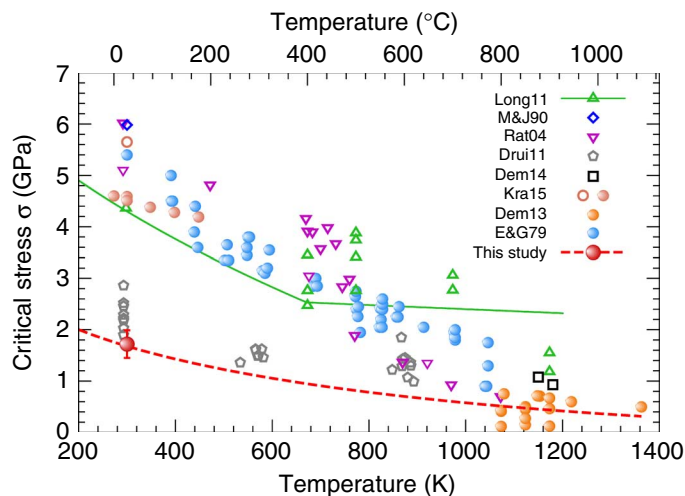 Temperature (°C)
0 200 400 600 800 1000
7
6
5
4
3
2
1
0
Critical stress σ (GPa)
Long11
M&J90
Rat04
Drui11
Dem14
Kra15
Dem13
E&G79
This study
200 400 600 800 1000 1200 1400
Temperature (K)